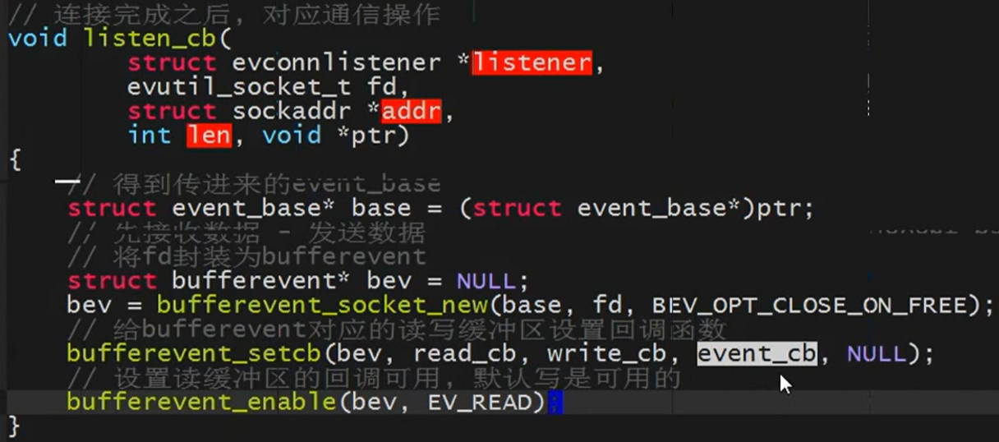 // 连接完成之后，对应通信操作
void listen_cb(
        struct evconnlistener *listener,
        evutil_socket_t fd,
        struct sockaddr *addr,
        int len, void *ptr)
{
    // 得到传进来的event_base
    struct event_base* base = (struct event_base*)ptr;
    // 先接收数据 - 发送数据
    // 将fd封装为bufferevent
    struct bufferevent* bev = NULL;
    bev = bufferevent_socket_new(base, fd, BEV_OPT_CLOSE_ON_FREE);
    // 给bufferevent对应的读写缓冲区设置回调函数
    bufferevent_setcb(bev, read_cb, write_cb, event_cb, NULL);
    // 设置读缓冲区的回调可用，默认写是可用的
    bufferevent_enable(bev, EV_READ);
}